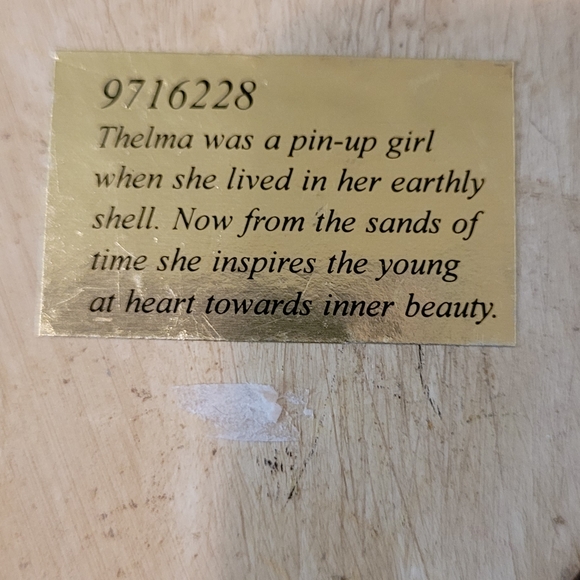 9716228
Thelma was a pin-up girl
when she lived in her earthly
shell. Now from the sands of
time she inspires the young
at heart towards inner beauty.